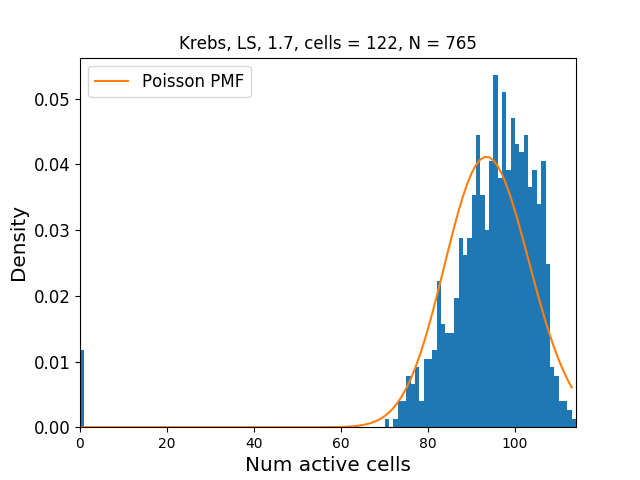 Krebs, LS, 1.7, cells = 122, N = 765
Poisson PMF
0.05
0.04
0.03
0.02
0.01
0.00
Density
0 20 40 60 80 100
Num active cells